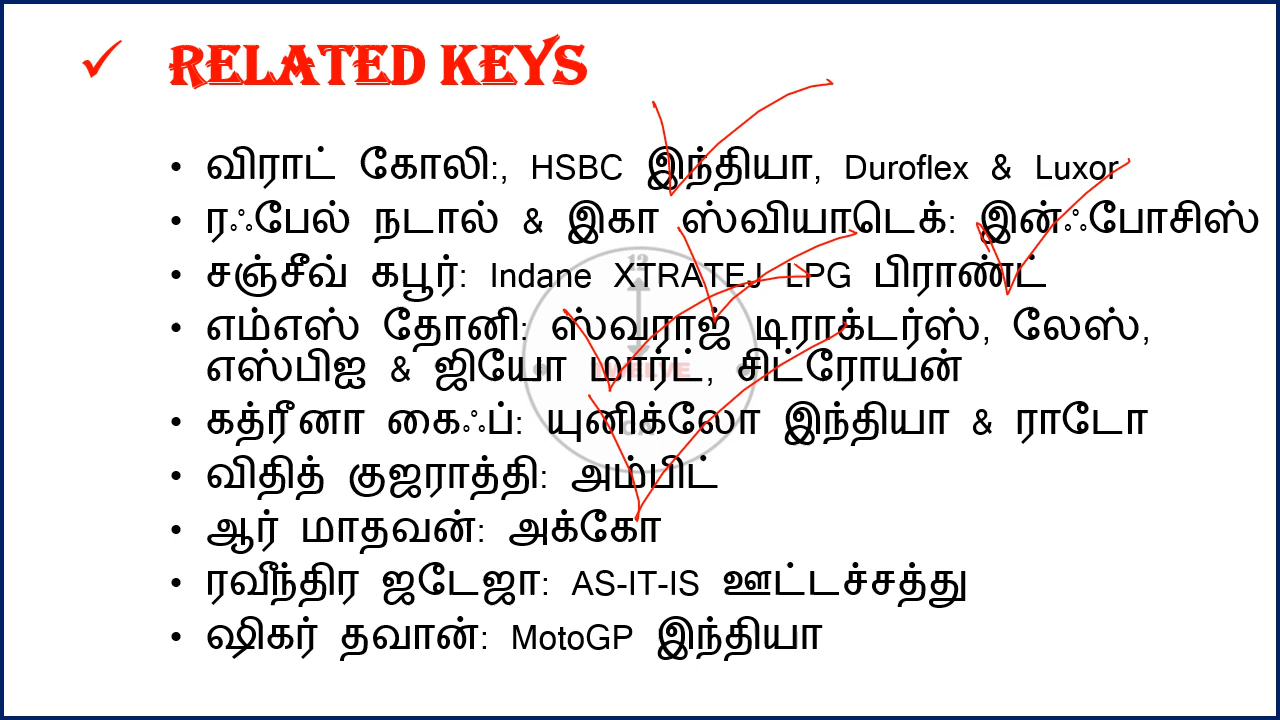 ✓ RELATED KEYS
• விராட் கோலி:, HSBC இந்தியா, Duroflex & Luxor
• ரஃபேல் நடால் & இகா ஸ்வியாடெக்: இன்ஃபோசிஸ்
• சஞ்சீவ் கபூர்: Indane XTRATEJ LPG பிராண்ட்
• எம்எஸ் தோனி: ஸ்வராஜ் டிராக்டர்ஸ், லேஸ்,
எஸ்பிஐ & ஜியோ மார்ட், சிட்ரோயன்
• கத்ரீனா கைஃப்: யுனிக்லோ இந்தியா & ராடோ
• விதித் குஜராத்தி: அம்பிட்
• ஆர் மாதவன்: அக்கோ
• ரவீந்திர ஜடேஜா: AS-IT-IS ஊட்டச்சத்து
• ஷிகர் தவான்: MotoGP இந்தியா